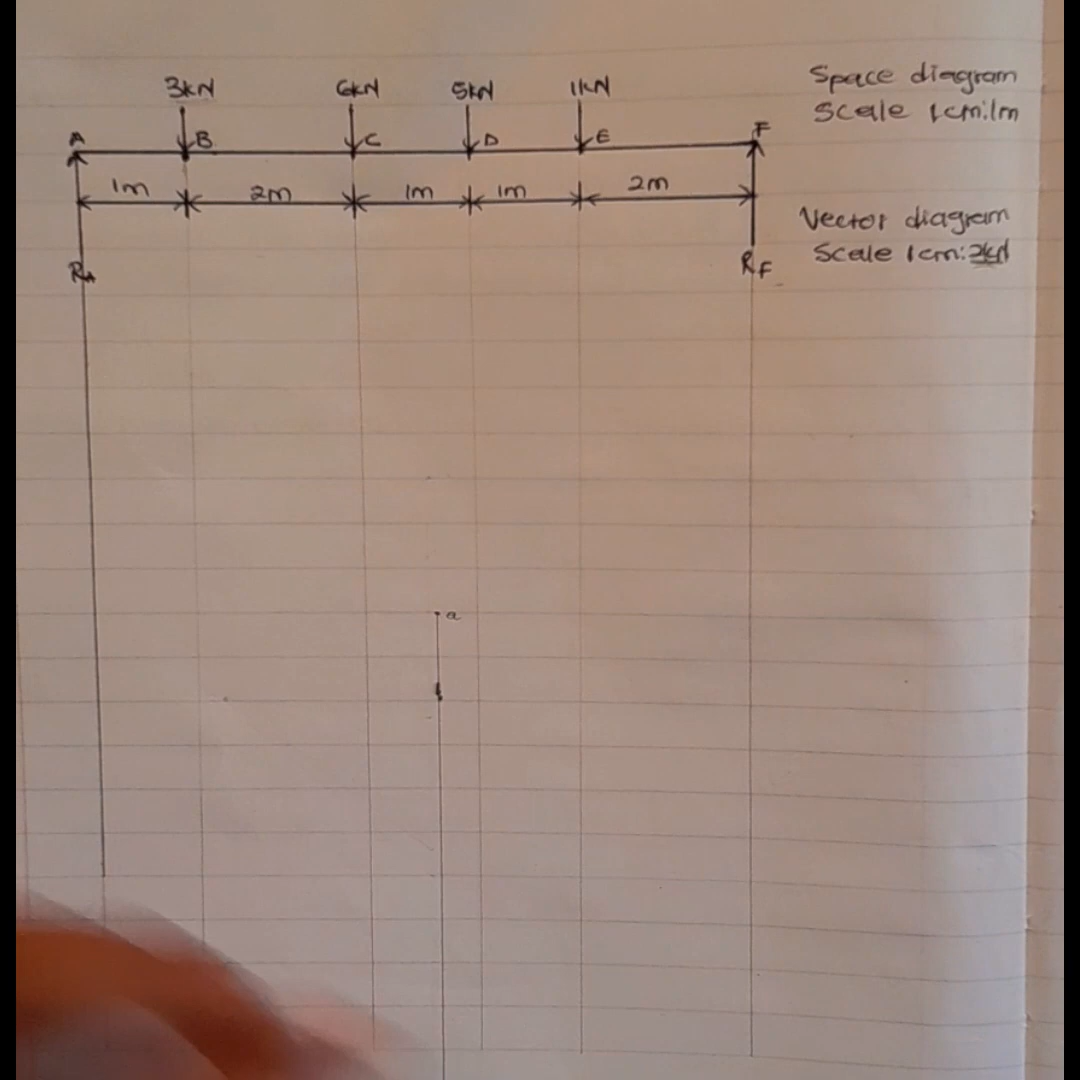 3kN 6kN 5kN 1kN
Space diagram
Scale 1cm:1m
A B C D E F
1m 2m 1m 1m 2m
Vector diagram
Scale 1cm:2kN
RA RF
a